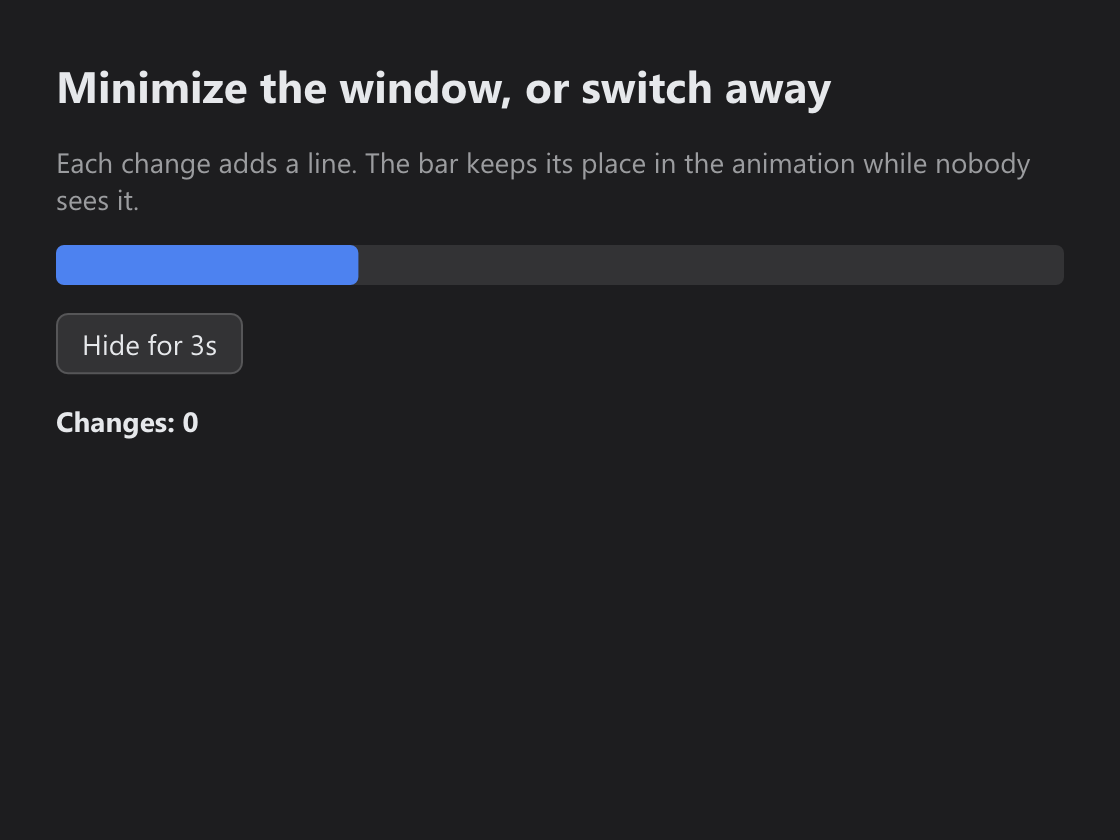 Minimize the window, or switch away
Each change adds a line. The bar keeps its place in the animation while nobody
sees it.
Hide for 3s
Changes: 0